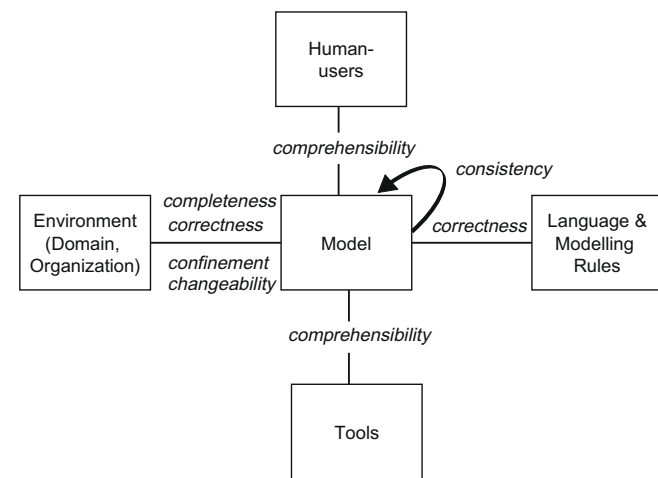 Human-
users
comprehensibility
consistency
completeness
correctness
Environment
(Domain,
Organization)
confinement
changeability
Model
correctness
Language &
Modelling
Rules
comprehensibility
Tools